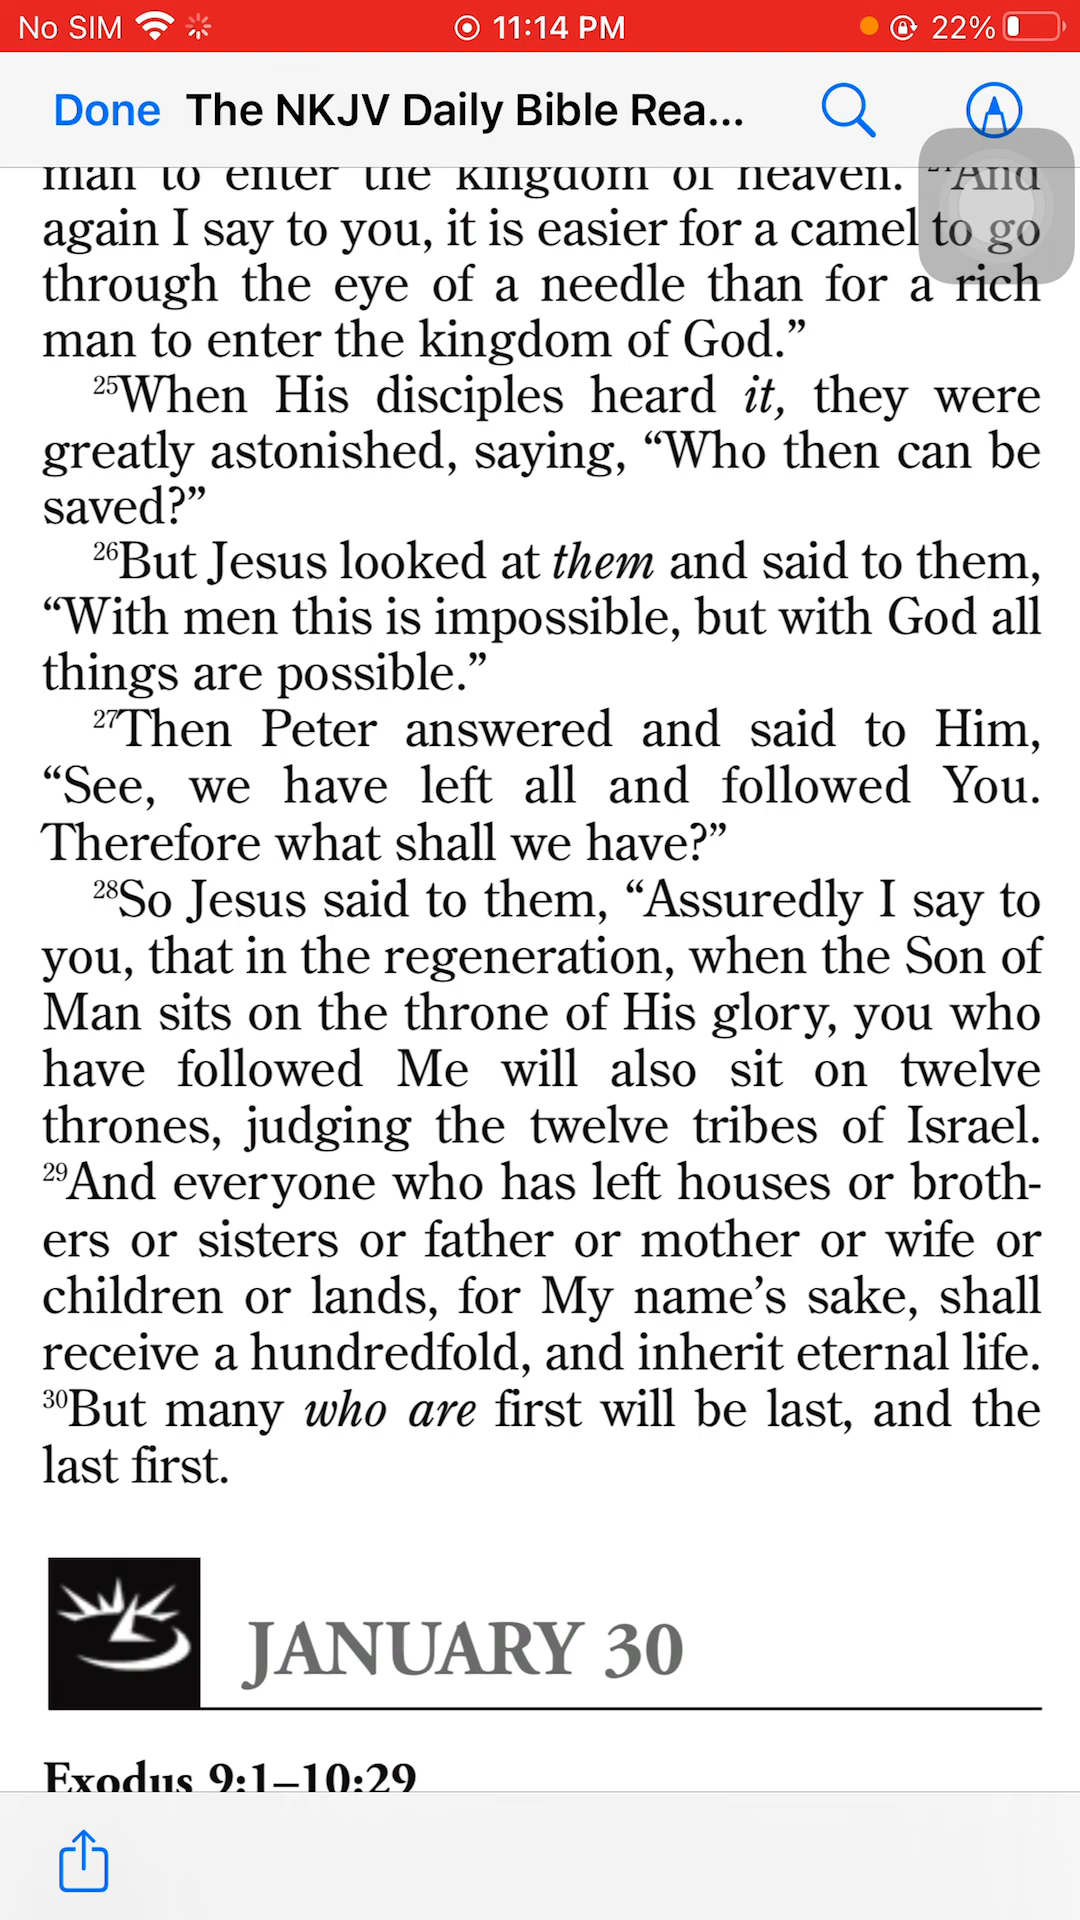 No SIM 11:14 PM 22%
Done The NKJV Daily Bible Rea...
man to enter the kingdom of heaven. 24And
again I say to you, it is easier for a camel to go
through the eye of a needle than for a rich
man to enter the kingdom of God.”
25When His disciples heard it, they were
greatly astonished, saying, “Who then can be
saved?”
26But Jesus looked at them and said to them,
“With men this is impossible, but with God all
things are possible.”
27Then Peter answered and said to Him,
“See, we have left all and followed You.
Therefore what shall we have?”
28So Jesus said to them, “Assuredly I say to
you, that in the regeneration, when the Son of
Man sits on the throne of His glory, you who
have followed Me will also sit on twelve
thrones, judging the twelve tribes of Israel.
29And everyone who has left houses or broth-
ers or sisters or father or mother or wife or
children or lands, for My name’s sake, shall
receive a hundredfold, and inherit eternal life.
30But many who are first will be last, and the
last first.
JANUARY 30
Exodus 9:1–10:29